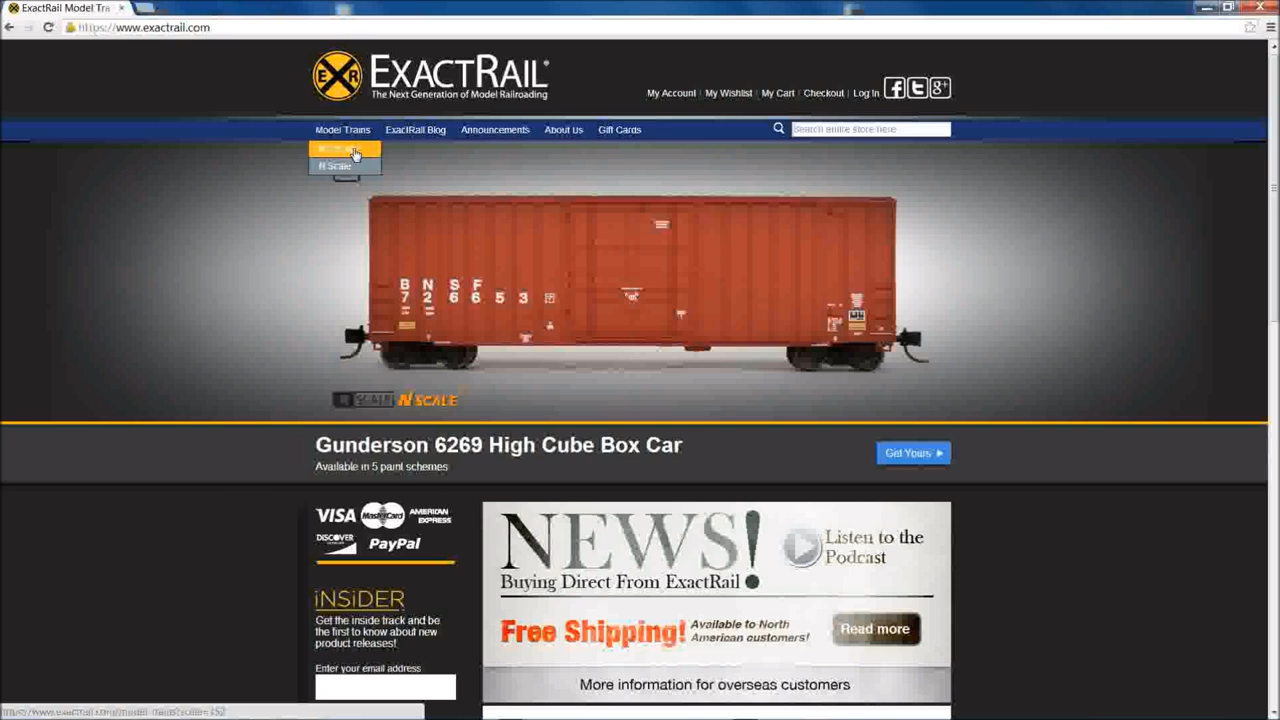 ExactRail Model Tra
https://www.exactrail.com
EXR
EXACTRAIL®
The Next Generation of Model Railroading
My Account My Wishlist My Cart Checkout Log In
Model Trains ExactRail Blog Announcements About Us Gift Cards
Search entire store here
N Scale
BNSF
726653
N SCALE
Gunderson 6269 High Cube Box Car
Available in 5 paint schemes
Get Yours
VISA MasterCard AMERICAN EXPRESS
DISCOVER PayPal
NEWS!
Listen to the
Podcast
Buying Direct From ExactRail!
iNSiDER
Get the inside track and be
the first to know about new
product releases!
Free Shipping! Available to North
American customers!
Read more
Enter your email address
More information for overseas customers